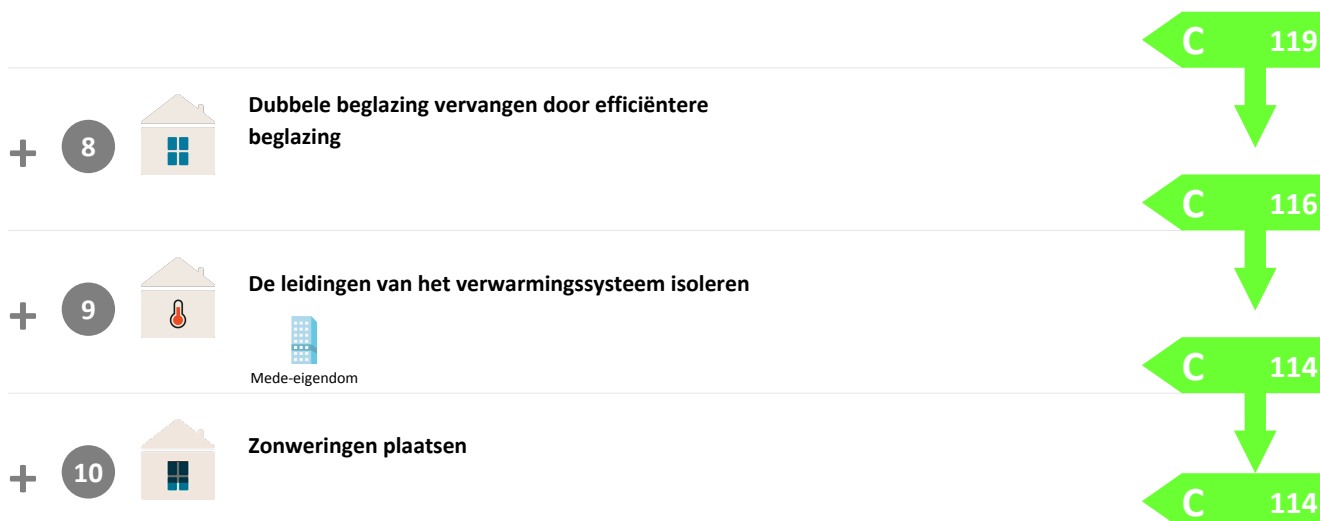 C 119
8
Dubbele beglazing vervangen door efficiëntere
beglazing
C 116
9
De leidingen van het verwarmingssysteem isoleren
Mede-eigendom
C 114
10
Zonweringen plaatsen
C 114